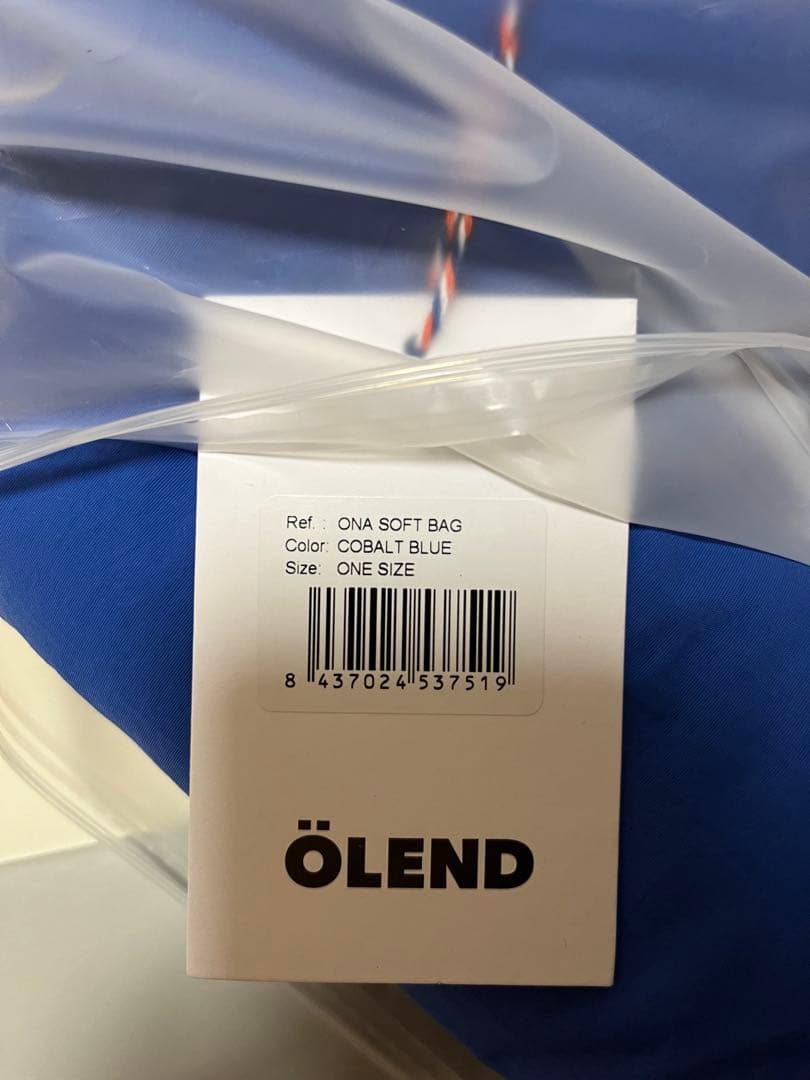 Ref. : ONA SOFT BAG
Color: COBALT BLUE
Size: ONE SIZE
8 437024 537519
ÖLEND